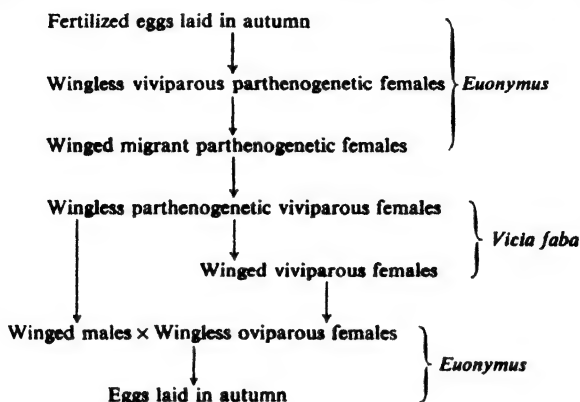 Fertilized eggs laid in autumn
Wingless viviparous parthenogenetic females
Euonymus
Winged migrant parthenogenetic females
Wingless parthenogenetic viviparous females
Vicia faba
Winged viviparous females
Winged males × Wingless oviparous females
Euonymus
Eggs laid in autumn